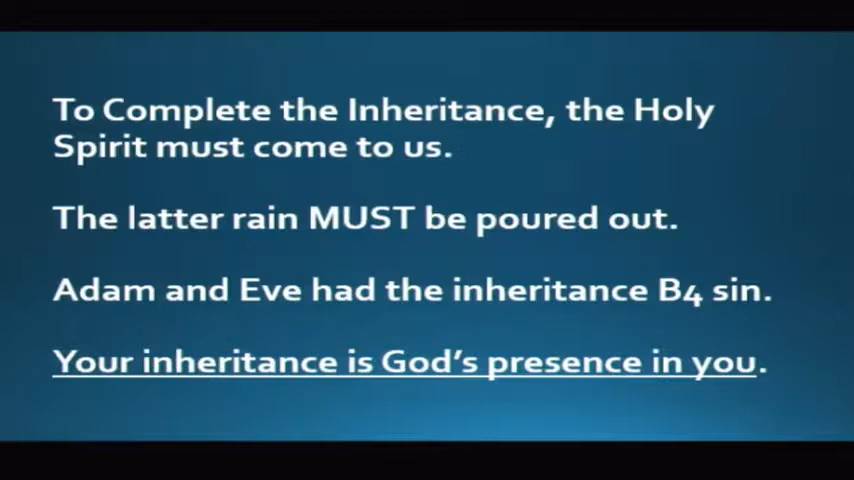 To Complete the Inheritance, the Holy
Spirit must come to us.
The latter rain MUST be poured out.
Adam and Eve had the inheritance B4 sin.
Your inheritance is God’s presence in you.